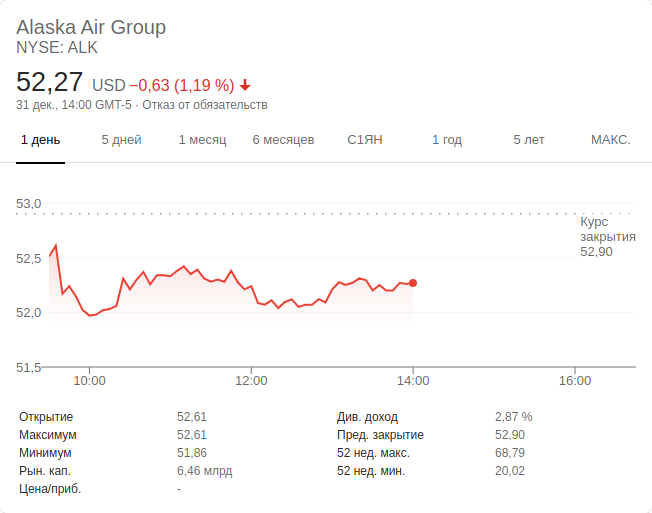 Alaska Air Group
NYSE: ALK
52,27 USD −0,63 (1,19 %)
31 дек., 14:00 GMT-5 · Отказ от обязательств
1 день 5 дней 1 месяц 6 месяцев С1ЯН 1 год 5 лет МАКС.
53,0
Курс
закрытия
52,90
52,5
52,0
51,5
10:00 12:00 14:00 16:00
Открытие 52,61 Див. доход 2,87 %
Максимум 52,61 Пред. закрытие 52,90
Минимум 51,86 52 нед. макс. 68,79
Рын. кап. 6,46 млрд 52 нед. мин. 20,02
Цена/приб. -